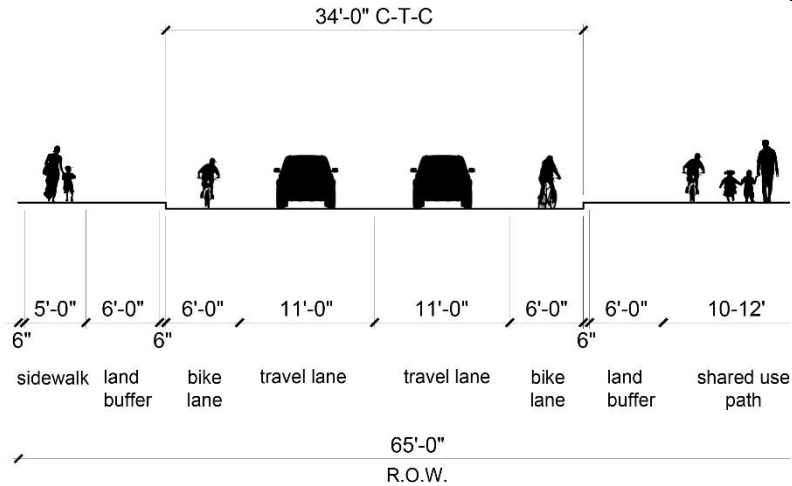 34'-0" C-T-C
5'-0" 6'-0" 6'-0" 11'-0" 11'-0" 6'-0" 6'-0" 10-12'
6" 6" 6"
sidewalk land bike travel lane travel lane bike land shared use
buffer lane lane buffer path
65'-0"
R.O.W.